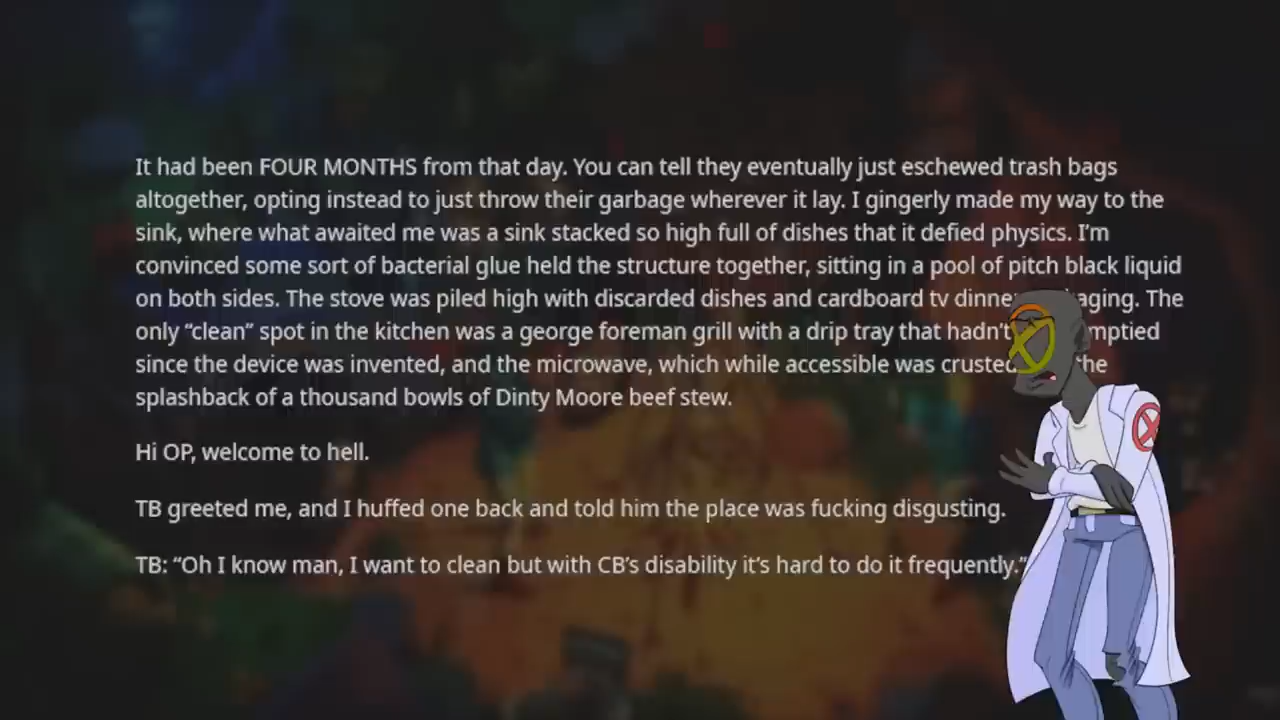 It had been FOUR MONTHS from that day. You can tell they eventually just eschewed trash bags
altogether, opting instead to just throw their garbage wherever it lay. I gingerly made my way to the
sink, where what awaited me was a sink stacked so high full of dishes that it defied physics. I’m
convinced some sort of bacterial glue held the structure together, sitting in a pool of pitch black liquid
on both sides. The stove was piled high with discarded dishes and cardboard tv aging. The
only “clean” spot in the kitchen was a george foreman grill with a drip tray that hadn’t
since the device was invented, and the microwave, which while accessible was crusted
splashback of a thousand bowls of Dinty Moore beef stew.
Hi OP, welcome to hell.
TB greeted me, and I huffed one back and told him the place was fucking disgusting.
TB: “Oh I know man, I want to clean but with CB’s disability it’s hard to do it frequently.”